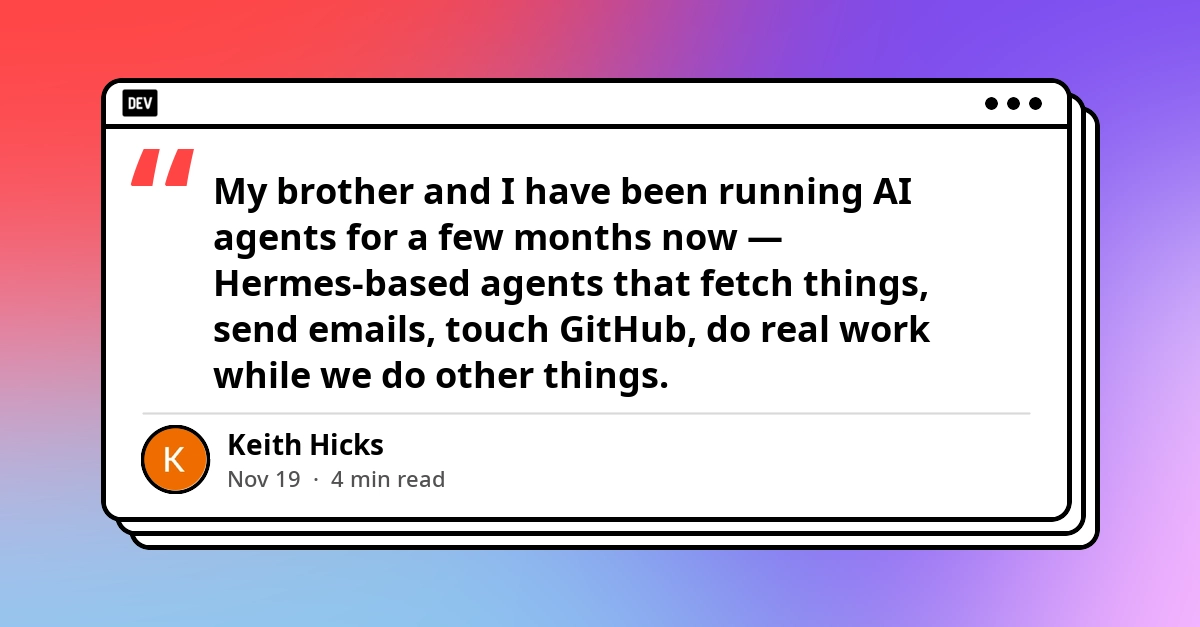 DEV
“
My brother and I have been running AI
agents for a few months now —
Hermes-based agents that fetch things,
send emails, touch GitHub, do real work
while we do other things.
K
Keith Hicks
Nov 19 · 4 min read